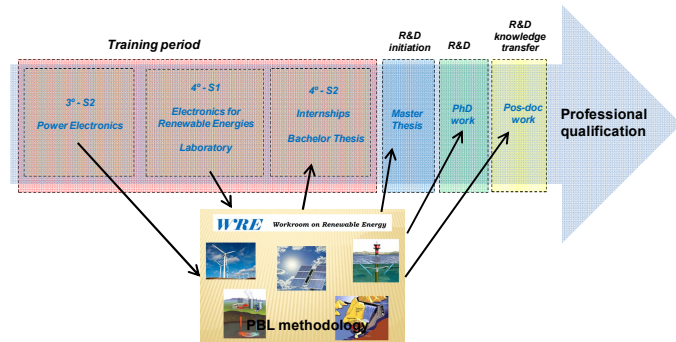 Training period
R&D
initiation
R&D
R&D
knowledge
transfer
3º - S2
Power Electronics
4º - S1
Electronics for
Renewable Energies
Laboratory
4º - S2
Internships
Bachelor Thesis
Master
Thesis
PhD
work
Pos-doc
work
Professional
qualification
WRE Workroom on Renewable Energy
PBL methodology